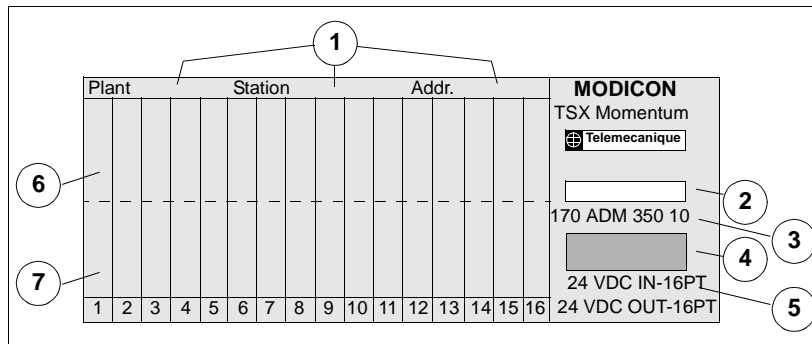 1
Plant Station Addr.
MODICON
TSX Momentum
Telemecanique
6
2
170 ADM 350 10
3
4
7
24 VDC IN-16PT
5
1 2 3 4 5 6 7 8 9 10 11 12 13 14 15 16
24 VDC OUT-16PT